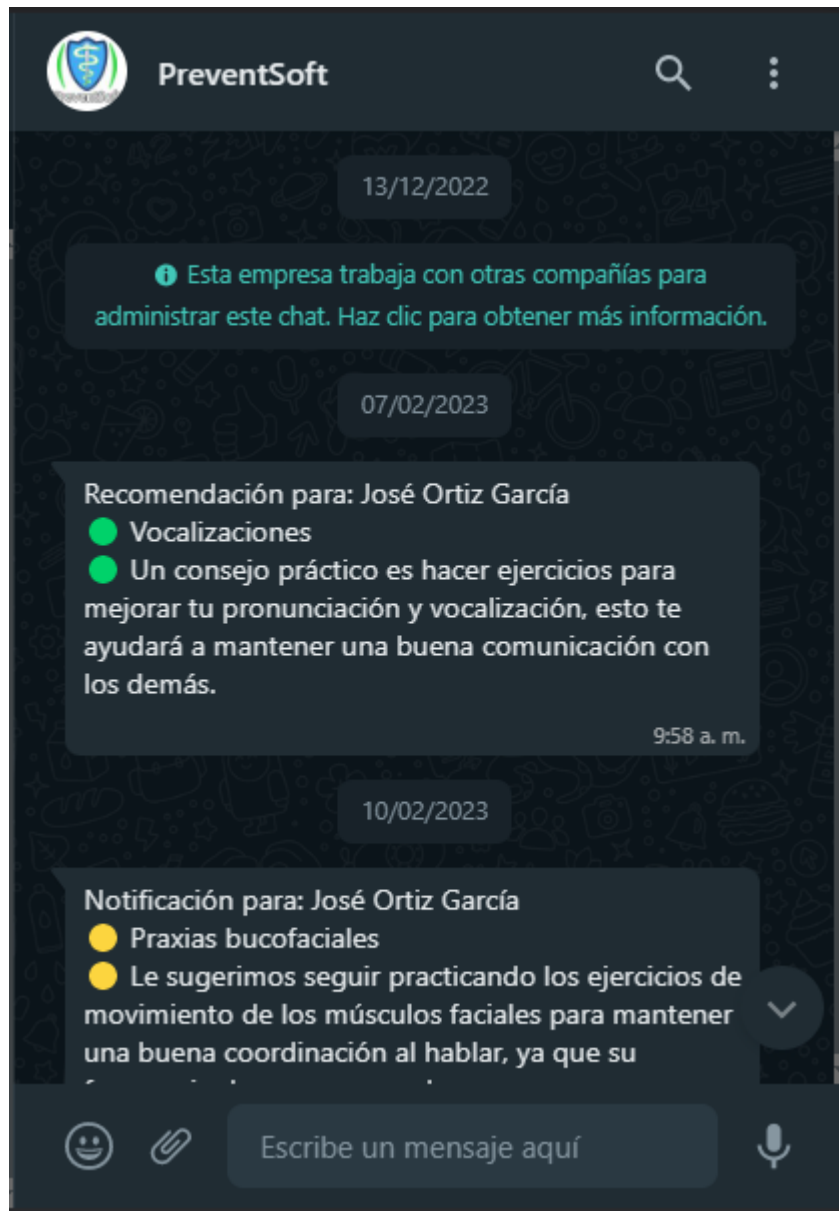 PreventSoft
13/12/2022
Esta empresa trabaja con otras compañías para
administrar este chat. Haz clic para obtener más información.
07/02/2023
Recomendación para: José Ortiz García
Vocalizaciones
Un consejo práctico es hacer ejercicios para
mejorar tu pronunciación y vocalización, esto te
ayudará a mantener una buena comunicación con
los demás.
9:58 a. m.
10/02/2023
Notificación para: José Ortiz García
Praxias bucofaciales
Le sugerimos seguir practicando los ejercicios de
movimiento de los músculos faciales para mantener
una buena coordinación al hablar, ya que su
Escribe un mensaje aquí